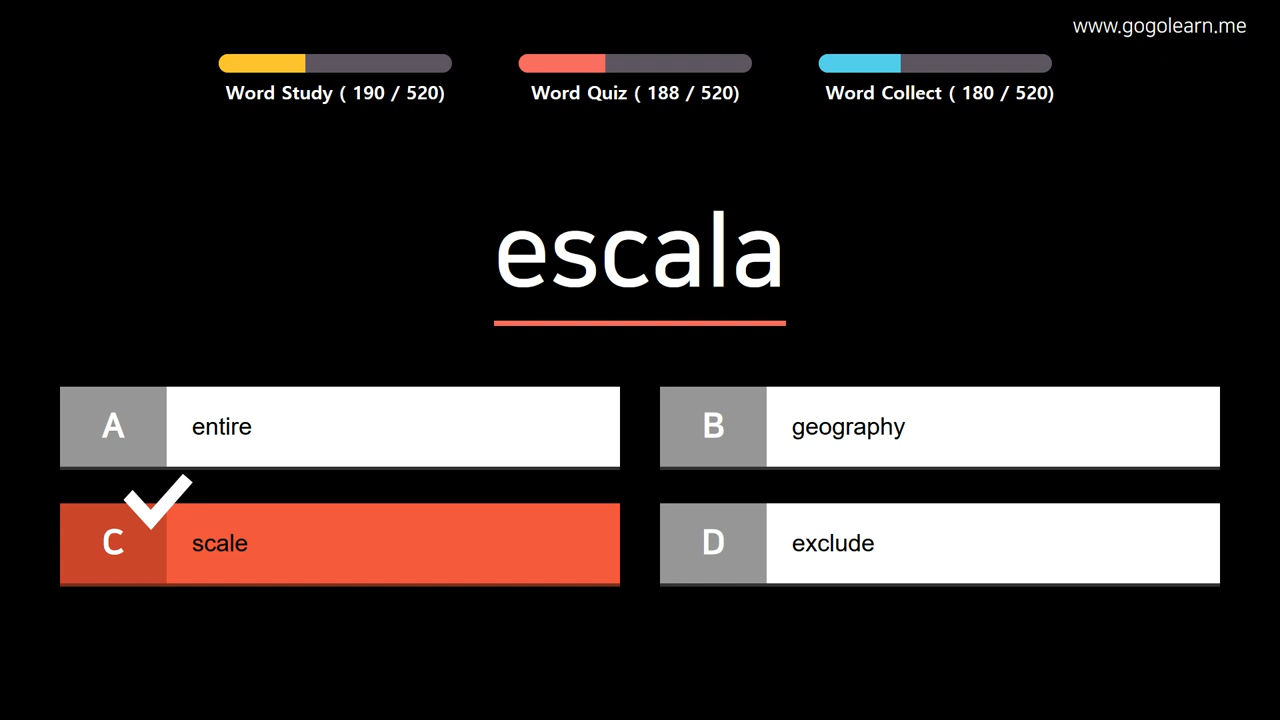 www.gogolearn.me
Word Study ( 190 / 520)
Word Quiz ( 188 / 520)
Word Collect ( 180 / 520)
escala
A entire
B geography
C scale
D exclude